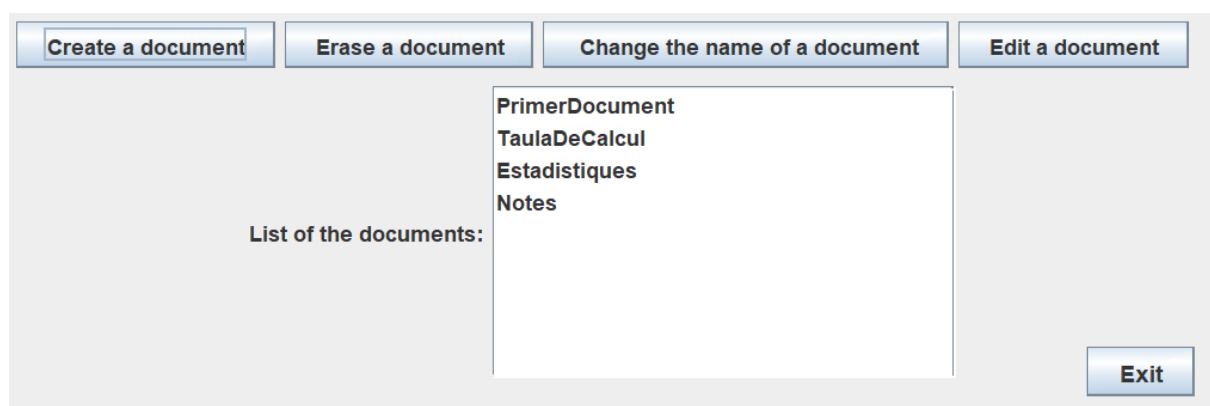 Create a document Erase a document Change the name of a document Edit a document
PrimerDocument
TaulaDeCalcul
Estadistiques
Notes
List of the documents:
Exit